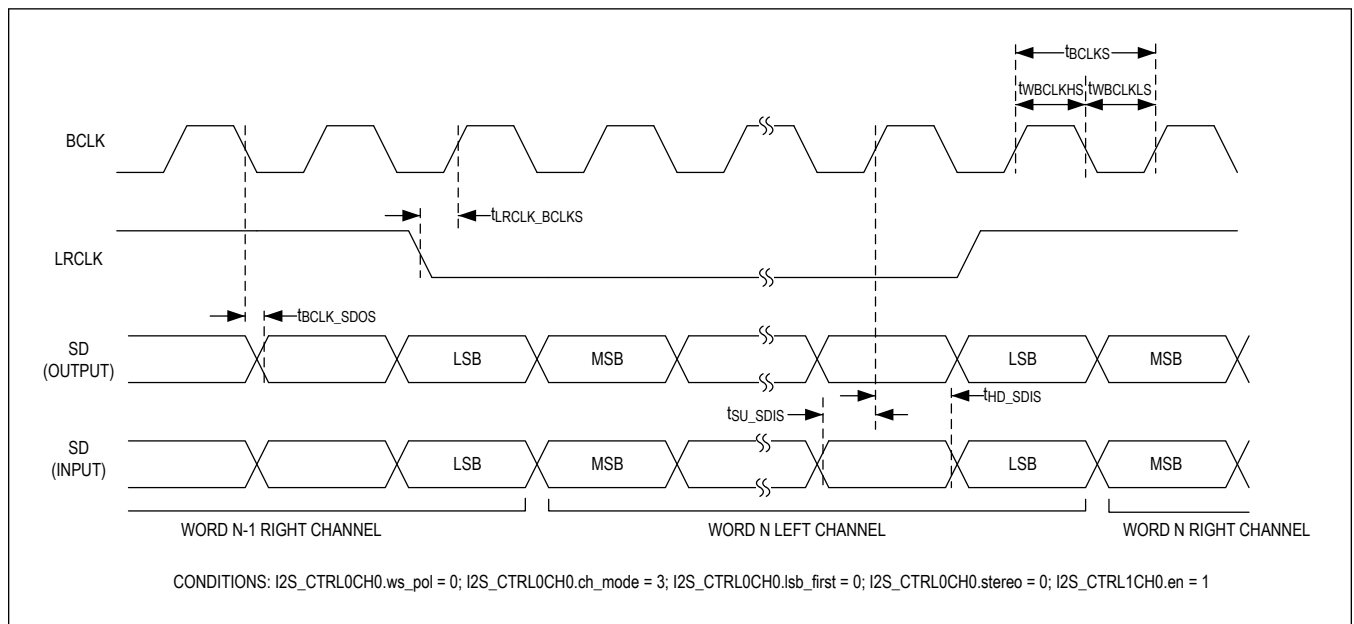 tBCLKS
tWBCLKHS tWBCLKLS
BCLK
tLRCLK_BCLKS
LRCLK
tBCLK_SDOS
SD
(OUTPUT)
LSB MSB LSB MSB
tSU_SDIS tHD_SDIS
SD
(INPUT)
LSB MSB LSB MSB
WORD N-1 RIGHT CHANNEL WORD N LEFT CHANNEL WORD N RIGHT CHANNEL
CONDITIONS: I2S_CTRL0CH0.ws_pol = 0; I2S_CTRL0CH0.ch_mode = 3; I2S_CTRL0CH0.lsb_first = 0; I2S_CTRL0CH0.stereo = 0; I2S_CTRL1CH0.en = 1